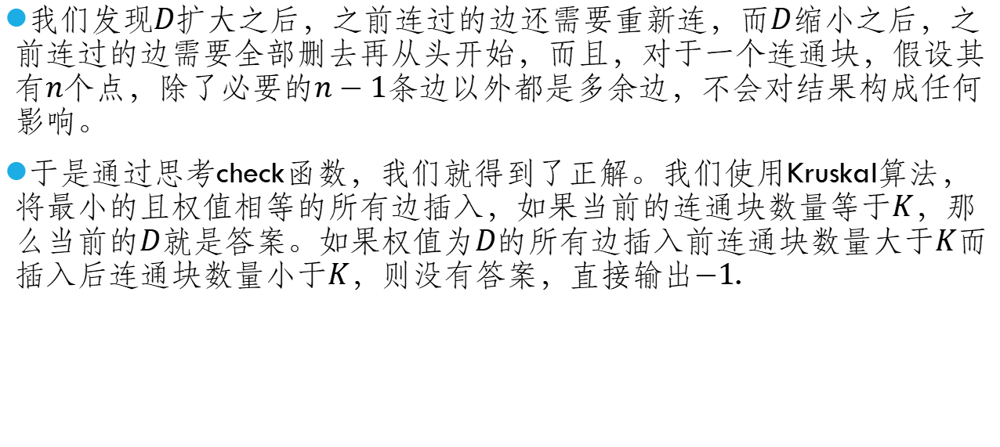 ●我们发现D扩大之后，之前连过的边还需要重新连，而D缩小之后，之
前连过的边需要全部删去再从头开始，而且，对于一个连通块，假设其
有n个点，除了必要的n − 1条边以外都是多余边，不会对结果构成任何
影响。
●于是通过思考check函数，我们就得到了正解。我们使用Kruskal算法，
将最小的且权值相等的所有边插入，如果当前的连通块数量等于K，那
么当前的D就是答案。如果权值为D的所有边插入前连通块数量大于K而
插入后连通块数量小于K，则没有答案，直接输出−1.